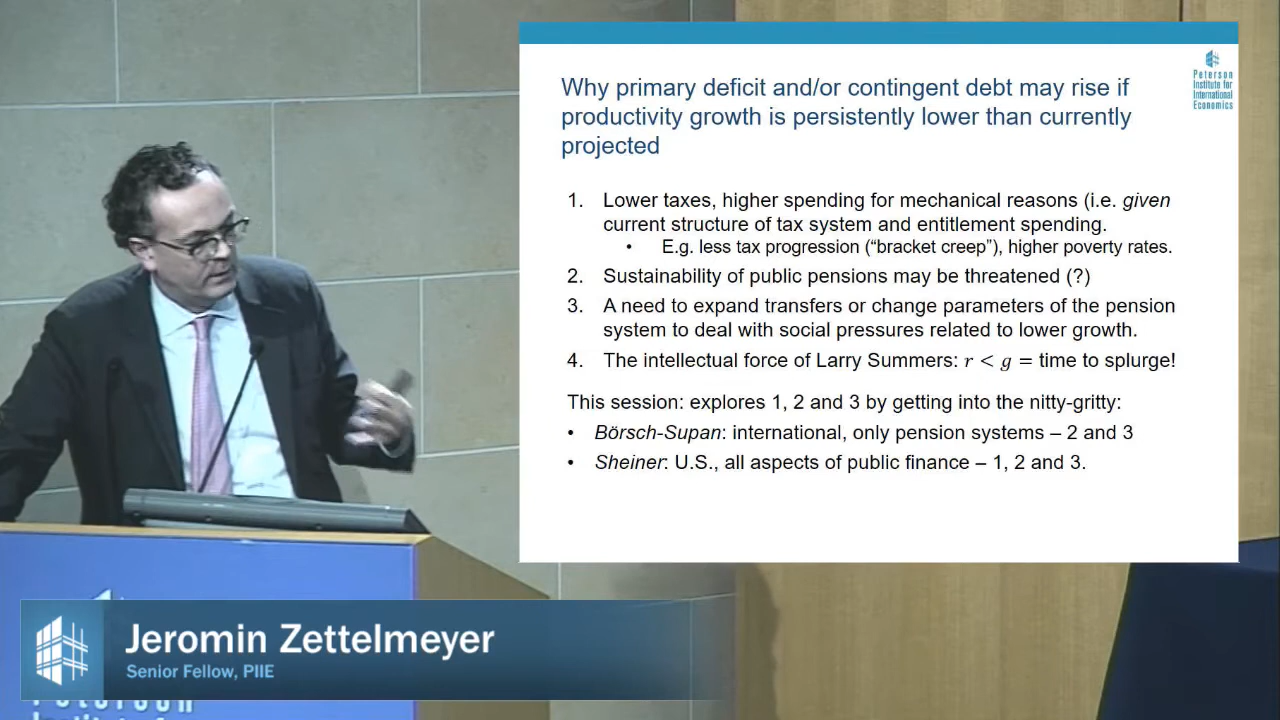 Why primary deficit and/or contingent debt may rise if
productivity growth is persistently lower than currently
projected
Peterson
Institute for
International
Economics
1. Lower taxes, higher spending for mechanical reasons (i.e. given
current structure of tax system and entitlement spending.
• E.g. less tax progression (“bracket creep”), higher poverty rates.
2. Sustainability of public pensions may be threatened (?)
3. A need to expand transfers or change parameters of the pension
system to deal with social pressures related to lower growth.
4. The intellectual force of Larry Summers: r < g = time to splurge!
This session: explores 1, 2 and 3 by getting into the nitty-gritty:
• Börsch-Supan: international, only pension systems – 2 and 3
• Sheiner: U.S., all aspects of public finance – 1, 2 and 3.
Jeromin Zettelmeyer
Senior Fellow, PIIE